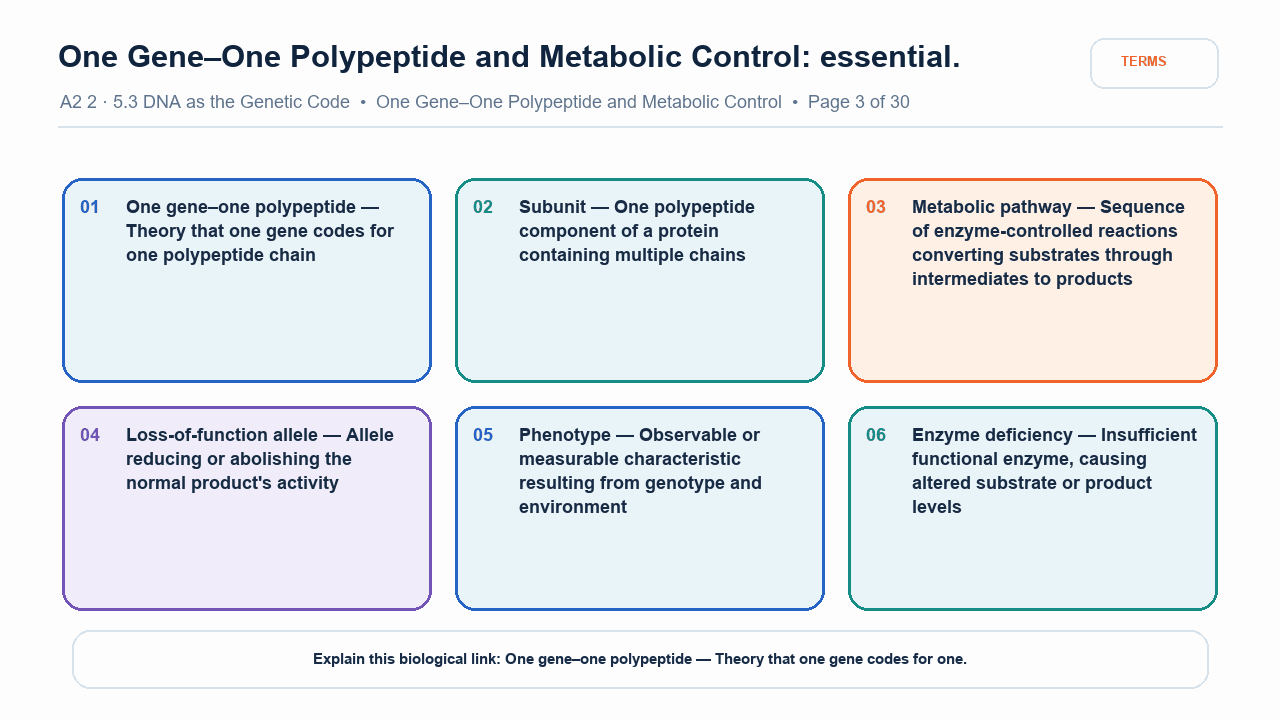 One Gene–One Polypeptide and Metabolic Control: essential.
TERMS
A2 2 · 5.3 DNA as the Genetic Code • One Gene–One Polypeptide and Metabolic Control • Page 3 of 30
01
One gene–one polypeptide —
Theory that one gene codes for
one polypeptide chain
02
Subunit — One polypeptide
component of a protein
containing multiple chains
03
Metabolic pathway — Sequence
of enzyme-controlled reactions
converting substrates through
intermediates to products
04
Loss-of-function allele — Allele
reducing or abolishing the
normal product's activity
05
Phenotype — Observable or
measurable characteristic
resulting from genotype and
environment
06
Enzyme deficiency — Insufficient
functional enzyme, causing
altered substrate or product
levels
Explain this biological link: One gene–one polypeptide — Theory that one gene codes for one.